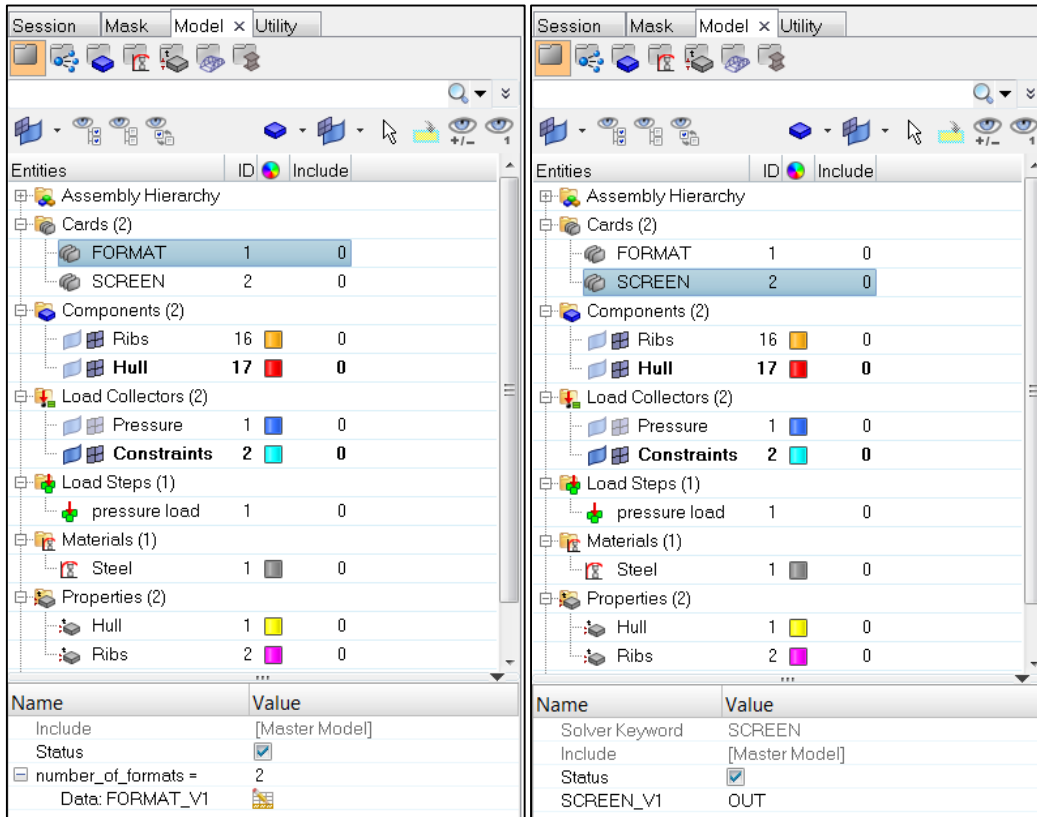 Session Mask Model × Utility
Entities ID Include
Assembly Hierarchy
Cards (2)
FORMAT 1 0
SCREEN 2 0
Components (2)
Ribs 16 0
Hull 17 0
Load Collectors (2)
Pressure 1 0
Constraints 2 0
Load Steps (1)
pressure load 1 0
Materials (1)
Steel 1 0
Properties (2)
Hull 1 0
Ribs 2 0
Name Value
Include [Master Model]
Status
number_of_formats = 2
Data: FORMAT_V1
Session Mask Model × Utility
Entities ID Include
Assembly Hierarchy
Cards (2)
FORMAT 1 0
SCREEN 2 0
Components (2)
Ribs 16 0
Hull 17 0
Load Collectors (2)
Pressure 1 0
Constraints 2 0
Load Steps (1)
pressure load 1 0
Materials (1)
Steel 1 0
Properties (2)
Hull 1 0
Ribs 2 0
Name Value
Solver Keyword SCREEN
Include [Master Model]
Status
SCREEN_V1 OUT